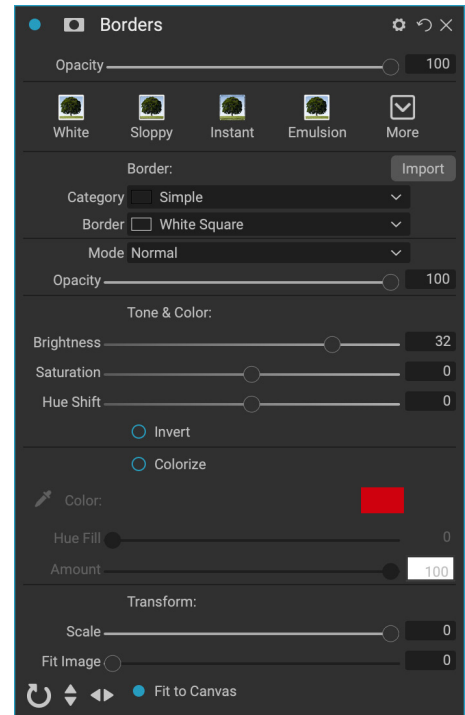 Borders
Opacity 100
White Sloppy Instant Emulsion More
Border: Import
Category Simple
Border White Square
Mode Normal
Opacity 100
Tone & Color:
Brightness 32
Saturation 0
Hue Shift 0
Invert
Colorize
Color:
Hue Fill 0
Amount 100
Transform:
Scale 0
Fit Image 0
Fit to Canvas